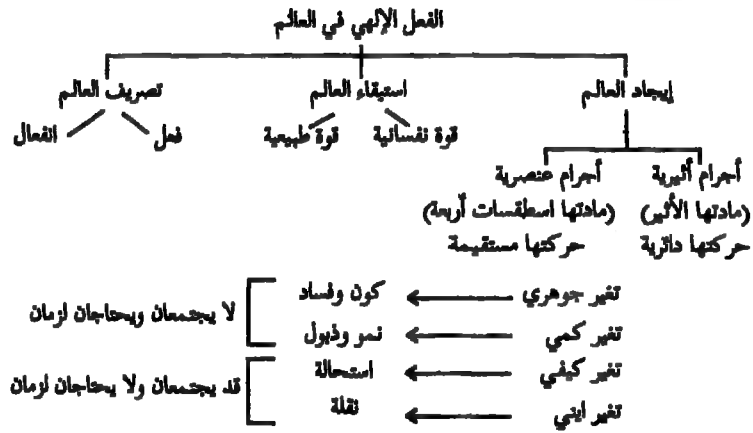 الفعل الإلهي في العالم
إيجاد العالم استبقاء العالم تصريف العالم
قوة نفسانية قوة طبيعية فعل انفعال
أجرام أثيرية أجرام عنصرية
(مادتها الأثير) (مادتها اسطقسات أربعة)
حركتها دائرية حركتها مستقيمة
تغير جوهري كون وفساد
لا يجتمعان ويحتاجان لزمان
تغير كمي نمو وذبول
تغير كيفي استحالة
قد يجتمعان ولا يحتاجان لزمان
تغير ايني نقلة